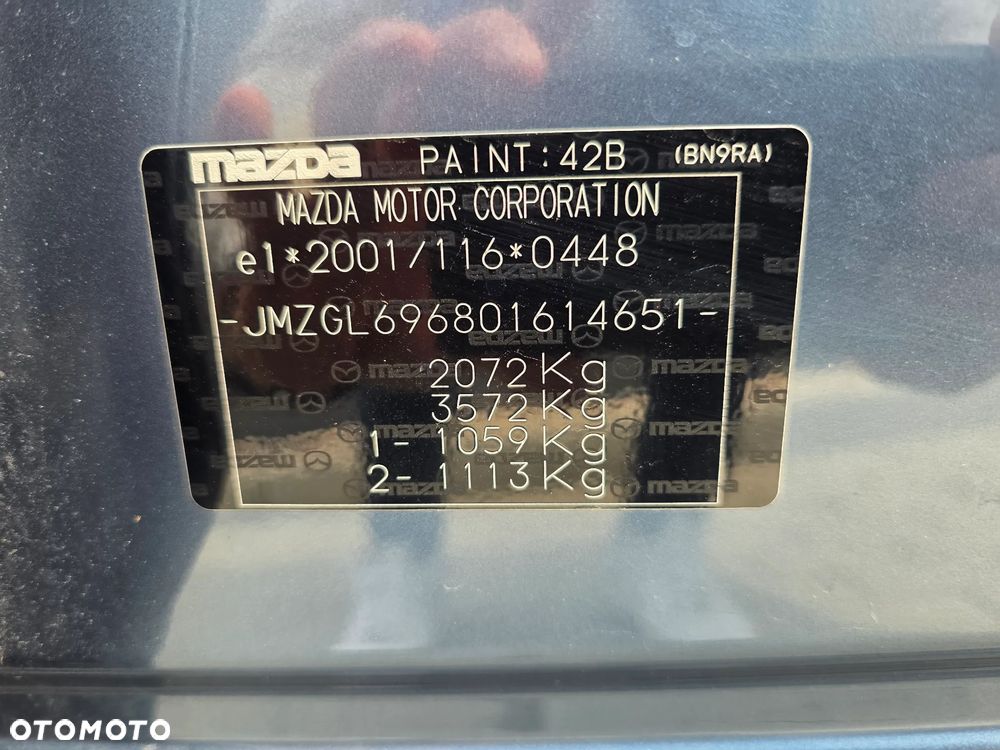 mazda PAINT:42B (BN9RA)
MAZDA MOTOR CORPORATION
e1*2001/116*0448
-JMZGL696801614651-
2072Kg
3572Kg
1-1059Kg
2-1113Kg
OTOMOTO